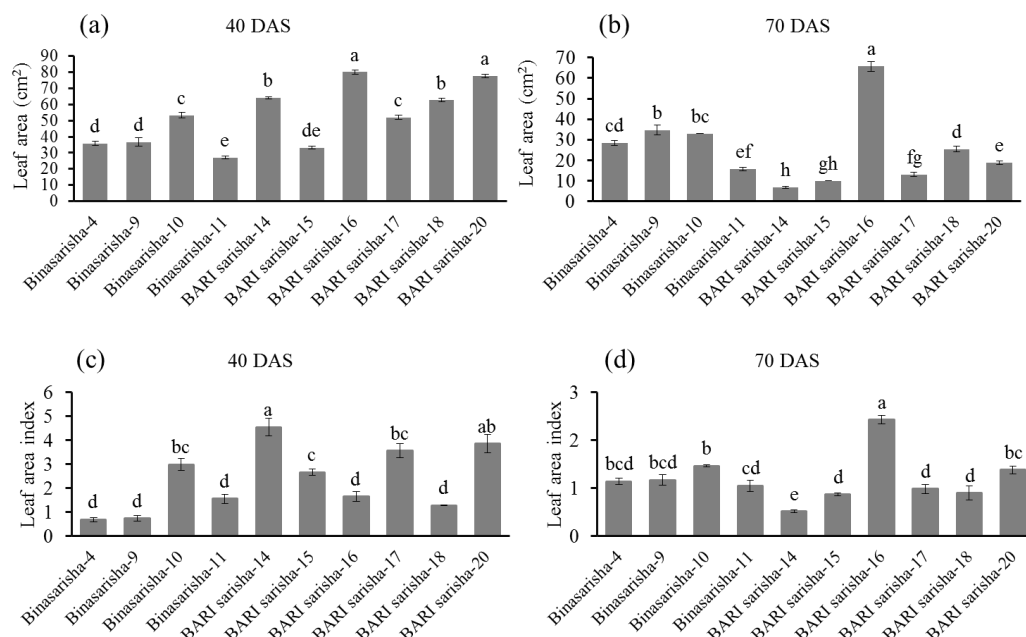 (a)
40 DAS
Leaf area (cm²)
90
80
70
60
50
40
30
20
10
0
d
d
c
e
b
de
a
c
b
a
Binasarisha-4
Binasarisha-9
Binasarisha-10
Binasarisha-11
BARI sarisha-14
BARI sarisha-15
BARI sarisha-16
BARI sarisha-17
BARI sarisha-18
BARI sarisha-20
(b)
70 DAS
Leaf area (cm²)
70
60
50
40
30
20
10
0
cd
b
bc
ef
h
gh
a
fg
d
e
Binasarisha-4
Binasarisha-9
Binasarisha-10
Binasarisha-11
BARI sarisha-14
BARI sarisha-15
BARI sarisha-16
BARI sarisha-17
BARI sarisha-18
BARI sarisha-20
(c)
40 DAS
Leaf area index
6
5
4
3
2
1
0
d
d
bc
d
a
c
d
bc
d
ab
Binasarisha-4
Binasarisha-9
Binasarisha-10
Binasarisha-11
BARI sarisha-14
BARI sarisha-15
BARI sarisha-16
BARI sarisha-17
BARI sarisha-18
BARI sarisha-20
(d)
70 DAS
Leaf area index
3
2
1
0
bcd
bcd
b
cd
e
d
a
d
d
bc
Binasarisha-4
Binasarisha-9
Binasarisha-10
Binasarisha-11
BARI sarisha-14
BARI sarisha-15
BARI sarisha-16
BARI sarisha-17
BARI sarisha-18
BARI sarisha-20